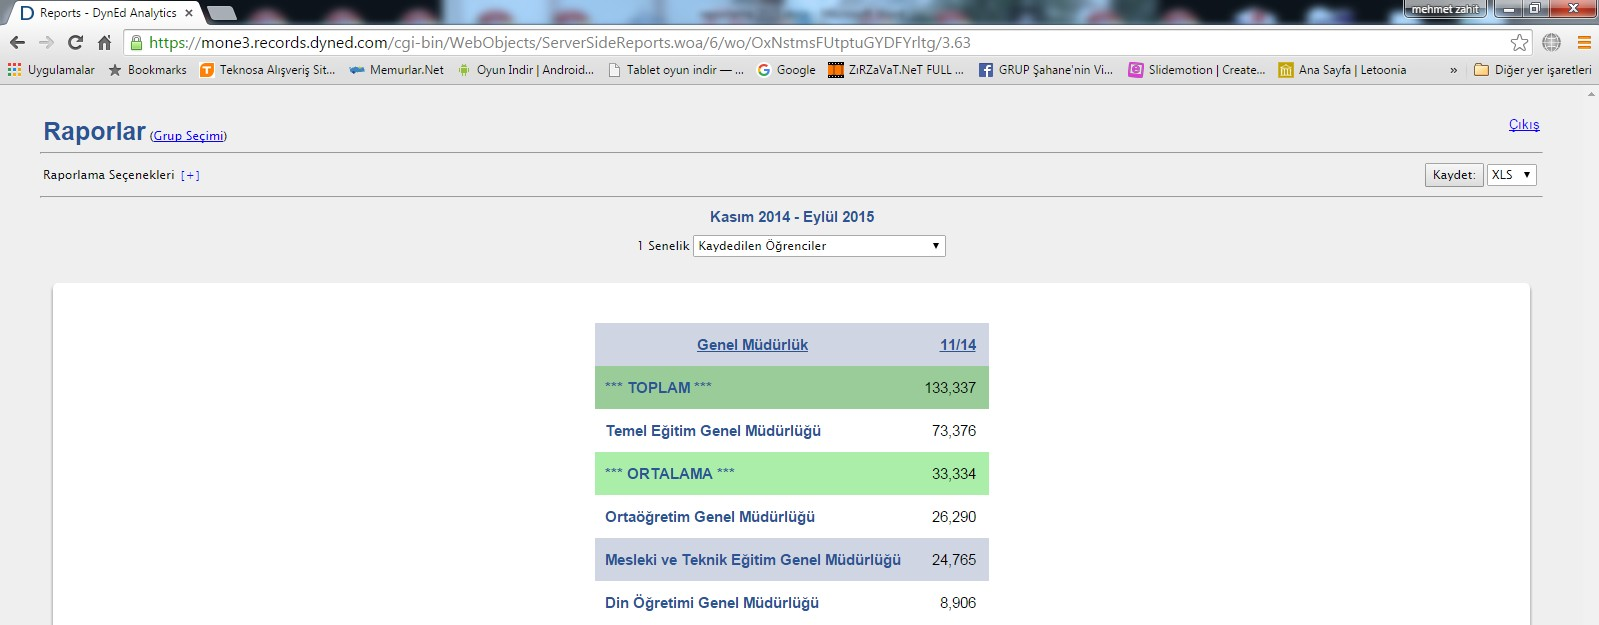 Reports - DynEd Analytics
mehmet zahit
https://mone3.records.dyned.com/cgi-bin/WebObjects/ServerSideReports.woa/6/wo/OxNstmsFUtptuGYDFYrltg/3.63
Uygulamalar Bookmarks Teknosa Alışveriş Sit... Memurlar.Net Oyun Indir | Android... Tablet oyun indir — ... Google ZıRZaVaT.NeT FULL ... GRUP Şahane'nin Vi... Slidemotion | Create... Ana Sayfa | Letoonia » Diğer yer işaretleri
Raporlar (Grup Seçimi) Çıkış
Raporlama Seçenekleri [+] Kaydet: XLS
Kasım 2014 - Eylül 2015
1 Senelik Kaydedilen Öğrenciler
Genel Müdürlük 11/14
*** TOPLAM *** 133,337
Temel Eğitim Genel Müdürlüğü 73,376
*** ORTALAMA *** 33,334
Ortaöğretim Genel Müdürlüğü 26,290
Mesleki ve Teknik Eğitim Genel Müdürlüğü 24,765
Din Öğretimi Genel Müdürlüğü 8,906